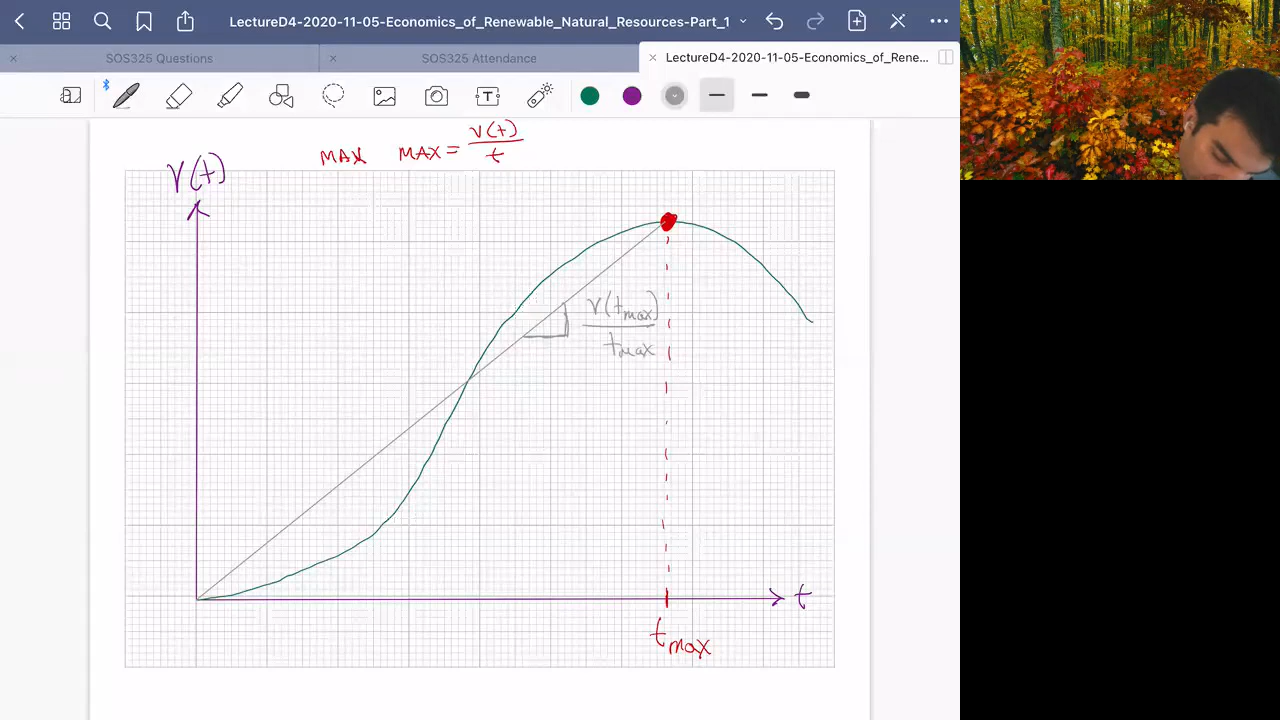 LectureD4-2020-11-05-Economics_of_Renewable_Natural_Resources-Part_1
SOS325 Questions
SOS325 Attendance
LectureD4-2020-11-05-Economics_of_Rene...
T
MAX MAX = v(t)/t
V(t)
v(tmax)
tmax
t
tmax